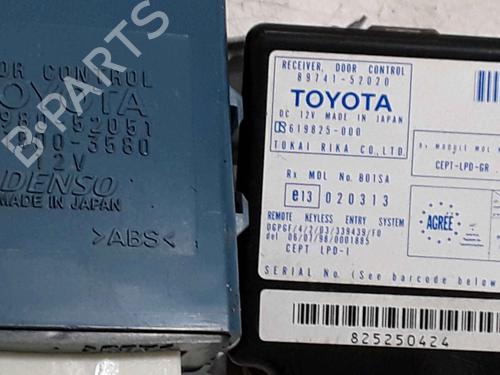 OR CONTROL
TOYOTA
52051
0-3580
12V
DENSO
MADE IN JAPAN
>ABS<
RECEIVER, DOOR CONTROL
89741-52020
TOYOTA
DC 12V MADE IN JAPAN
619825-000
TOKAI RIKA CO., LTD.
Rx MDL No. B01SA
e13 020313
REMOTE KEYLESS ENTRY SYSTEM
DGPGF/4/2/03/339439/FO
del 06/07/98/0001885
CEPT LPD-I
SERIAL No. (See barcode below
CEPT-LPD-GR
AGREE
825250424
B-Parts